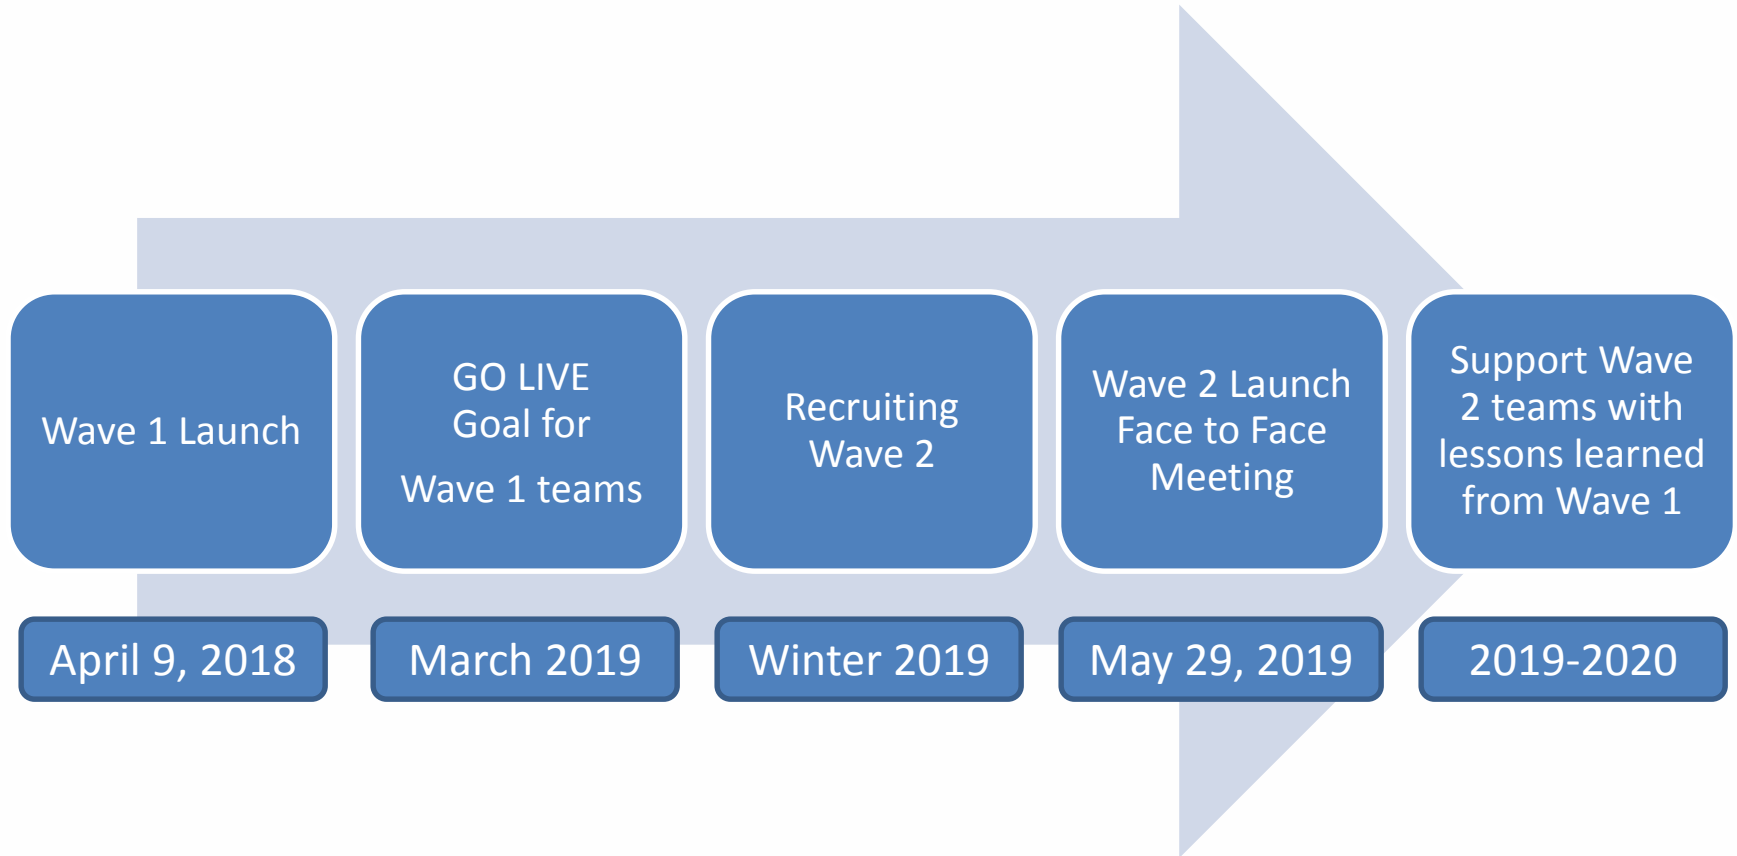 Wave 1 Launch
GO LIVE
Goal for
Wave 1 teams
Recruiting
Wave 2
Wave 2 Launch
Face to Face
Meeting
Support Wave
2 teams with
lessons learned
from Wave 1
April 9, 2018
March 2019
Winter 2019
May 29, 2019
2019-2020